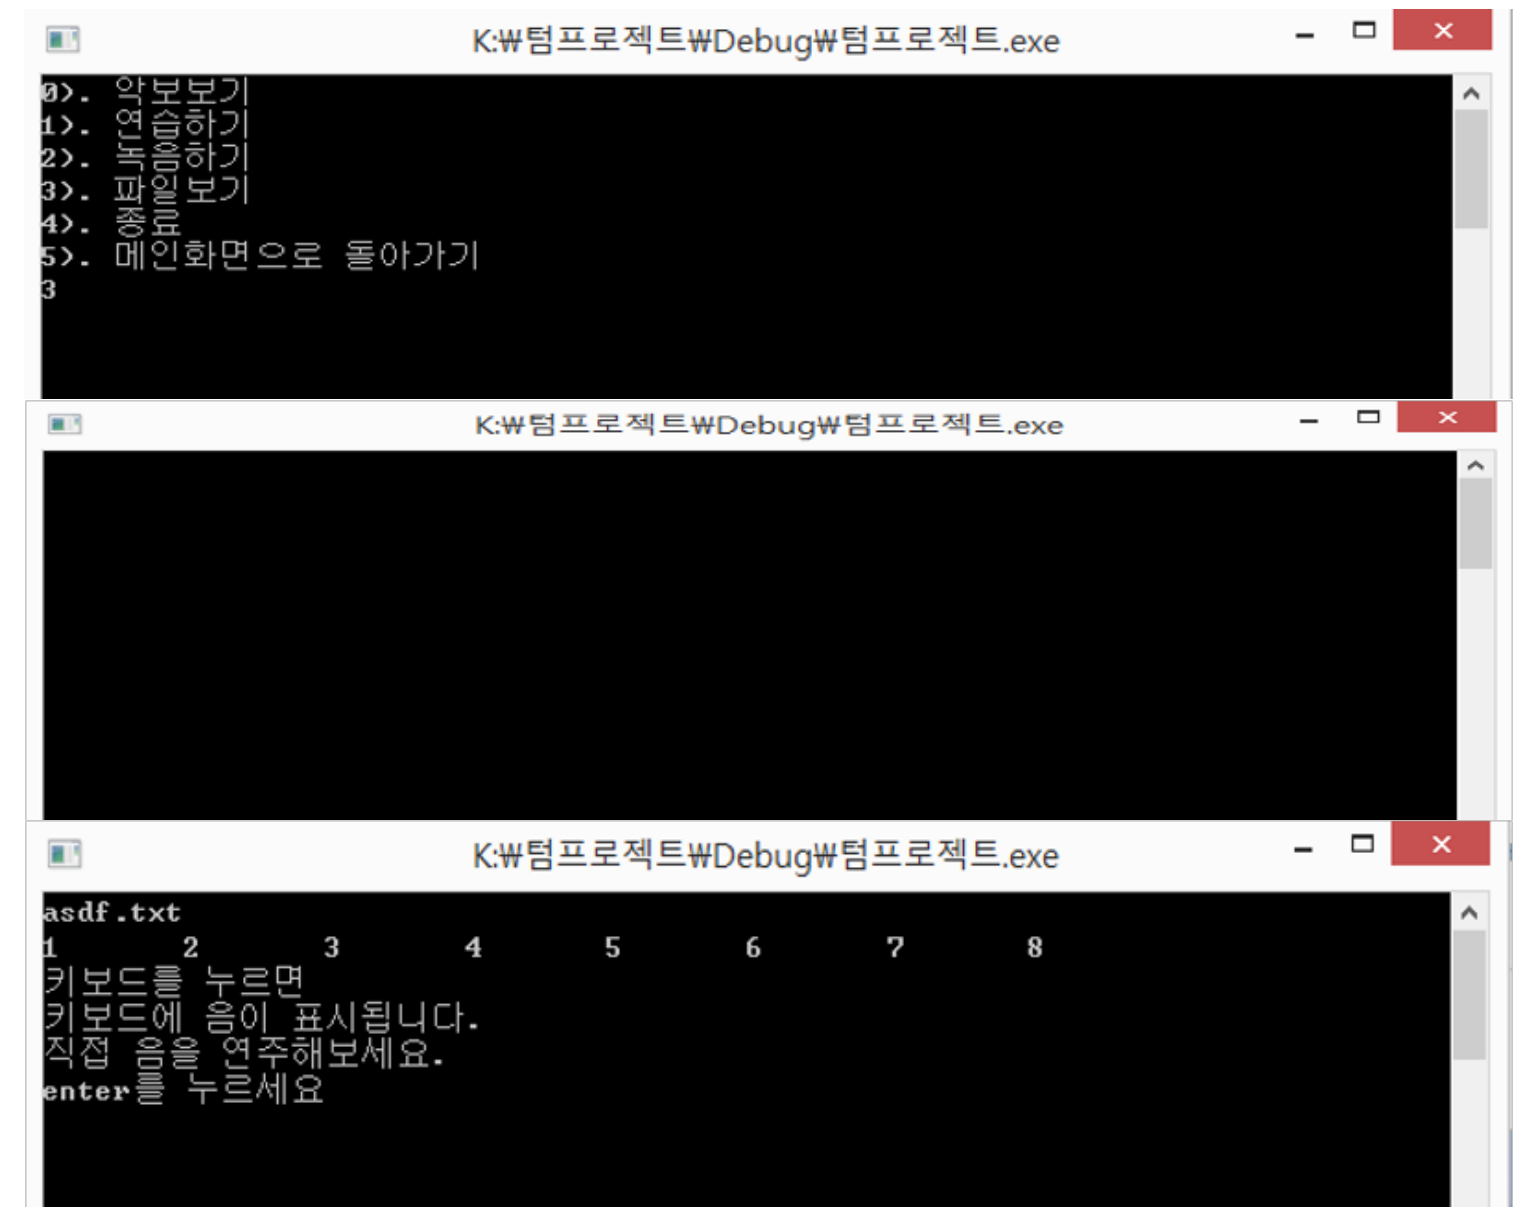 K:₩텀프로젝트₩Debug₩텀프로젝트.exe
0>. 악보보기
1>. 연습하기
2>. 녹음하기
3>. 파일보기
4>. 종료
5>. 메인화면으로 돌아가기
3
K:₩텀프로젝트₩Debug₩텀프로젝트.exe
K:₩텀프로젝트₩Debug₩텀프로젝트.exe
asdf.txt
1 2 3 4 5 6 7 8
키보드를 누르면
키보드에 음이 표시됩니다.
직접 음을 연주해보세요.
enter를 누르세요